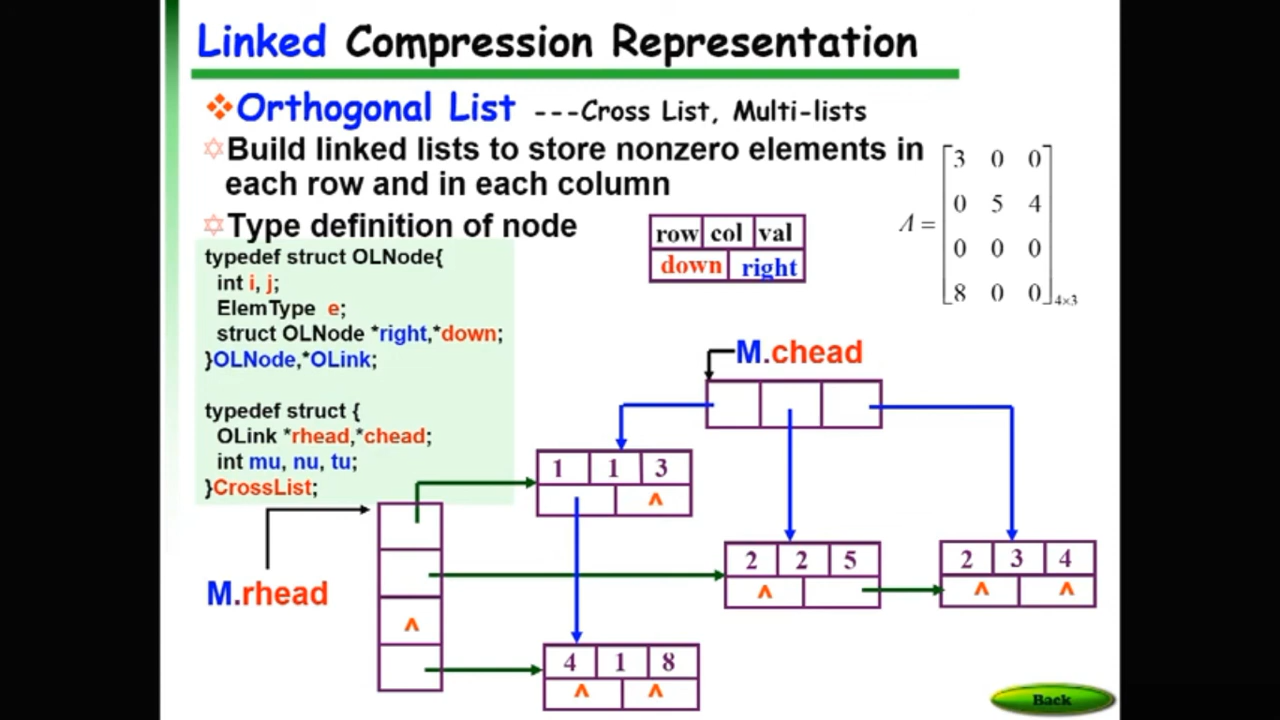 Linked Compression Representation
Orthogonal List ---Cross List, Multi-lists
Build linked lists to store nonzero elements in
each row and in each column
Type definition of node
typedef struct OLNode{
int i, j;
ElemType e;
struct OLNode *right,*down;
}OLNode,*OLink;
typedef struct {
OLink *rhead,*chead;
int mu, nu, tu;
}CrossList;
row col val
down right
A =
3 0 0
0 5 4
0 0 0
8 0 0
4×3
M.chead
1 1 3
^
M.rhead
2 2 5
^
2 3 4
^ ^
^
4 1 8
^ ^
Back